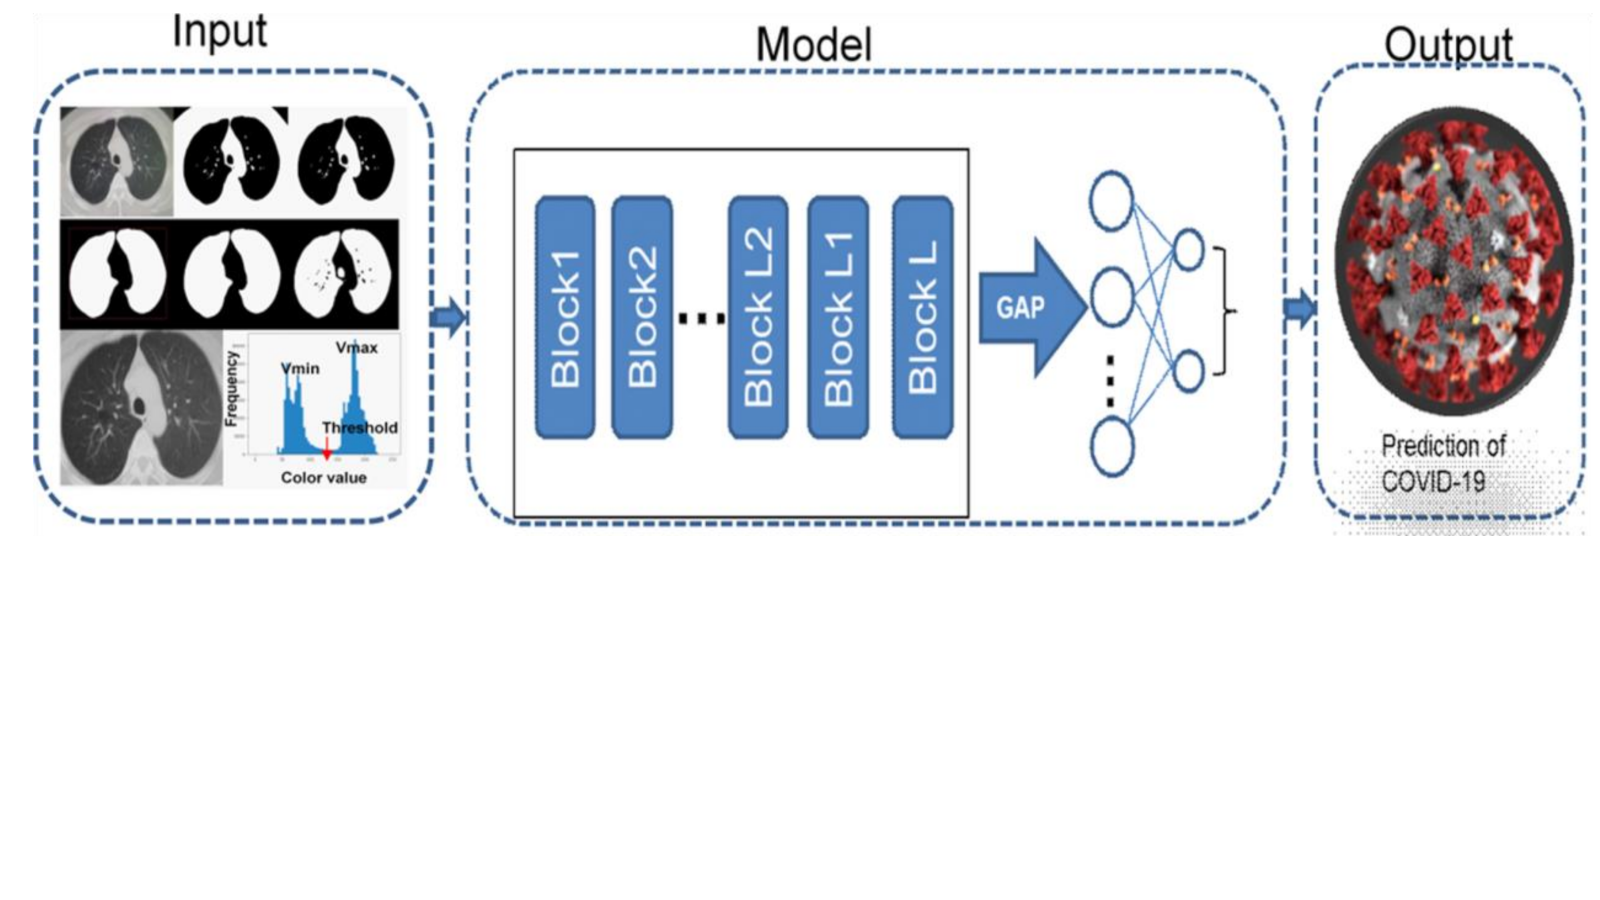 Input
Model
Output
Vmax
Vmin
Frequency
Threshold
Color value
Block1
Block2
Block L2
Block L1
Block L
GAP
Prediction of
COVID-19